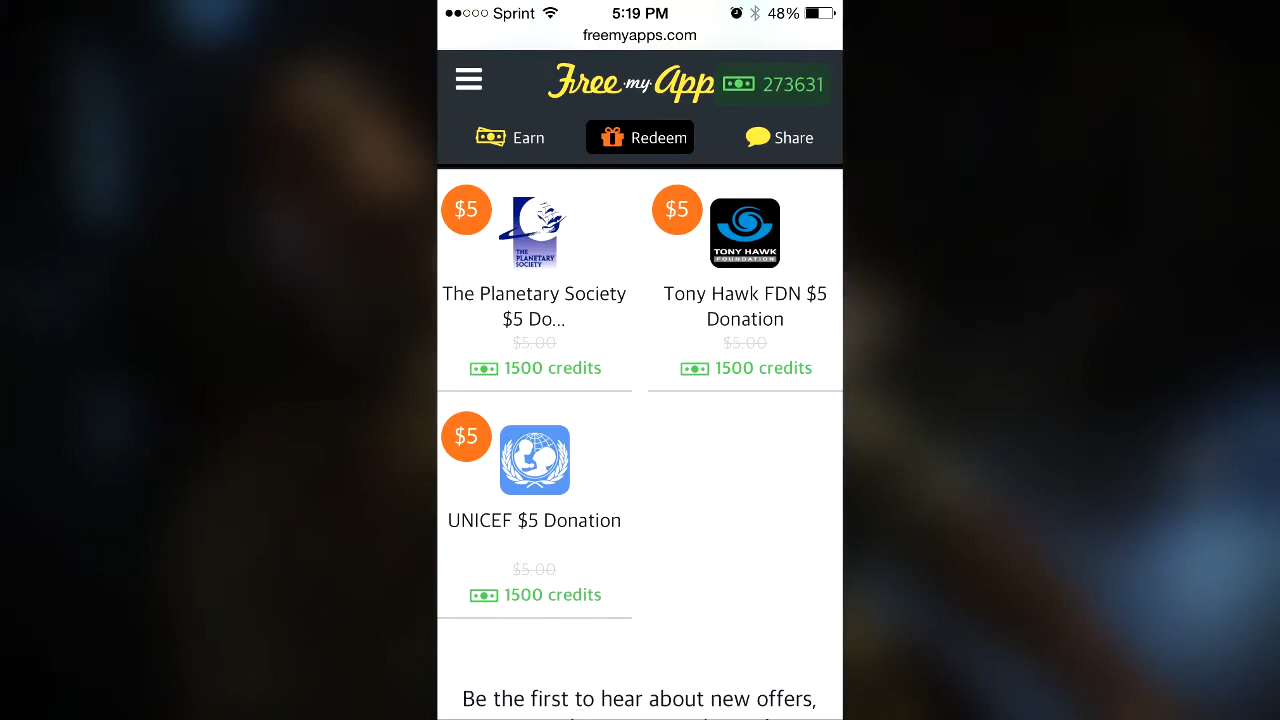 Sprint 5:19 PM 48%
freemyapps.com
Free my App 273631
Earn Redeem Share
$5 $5
THE PLANETARY SOCIETY
TONY HAWK
FOUNDATION
The Planetary Society
$5 Do...
$5.00
1500 credits
Tony Hawk FDN $5
Donation
$5.00
1500 credits
$5
UNICEF $5 Donation
$5.00
1500 credits
Be the first to hear about new offers,